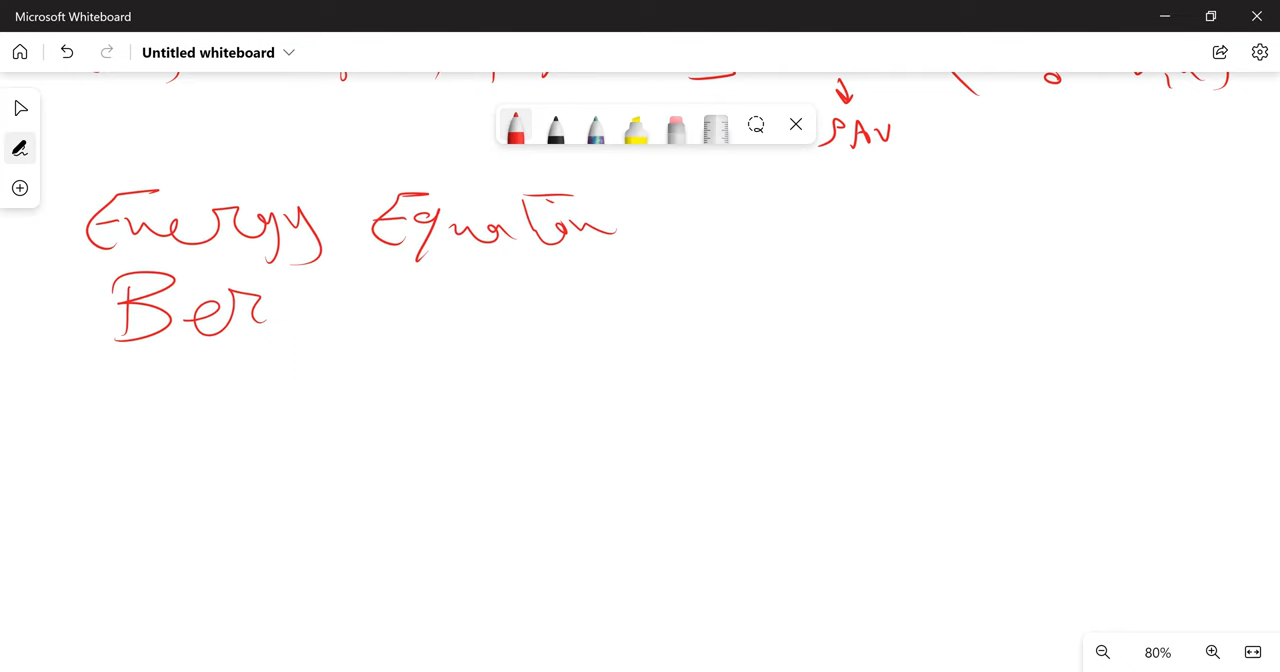 Microsoft Whiteboard
Untitled whiteboard
ρAV
Energy Equation
Ber
80%